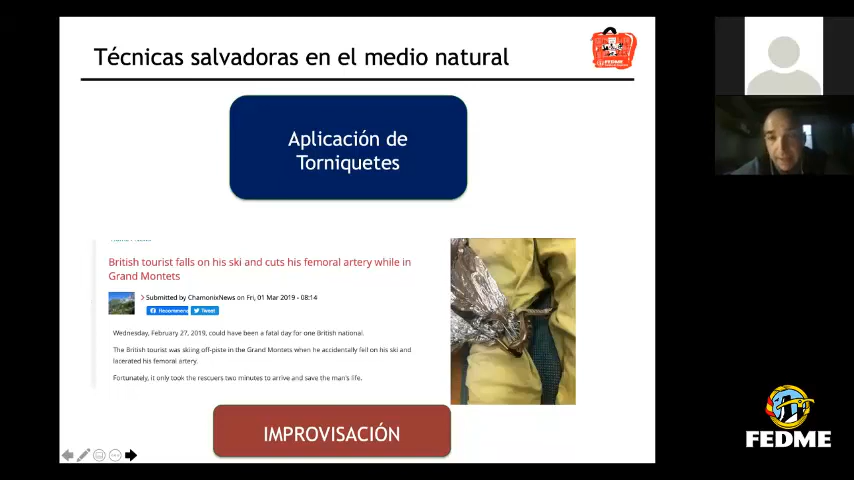 Técnicas salvadoras en el medio natural
FEDME
Aplicación de
Torniquetes
British tourist falls on his ski and cuts his femoral artery while in
Grand Montets
Submitted by ChamonixNews on Fri, 01 Mar 2019 - 08:14
Recommend
Tweet
Wednesday, February 27, 2019, could have been a fatal day for one British national.
The British tourist was skiing off-piste in the Grand Montets when he accidentally fell on his ski and
lacerated his femoral artery.
Fortunately, it only took the rescuers two minutes to arrive and save the man's life.
IMPROVISACIÓN
FEDME